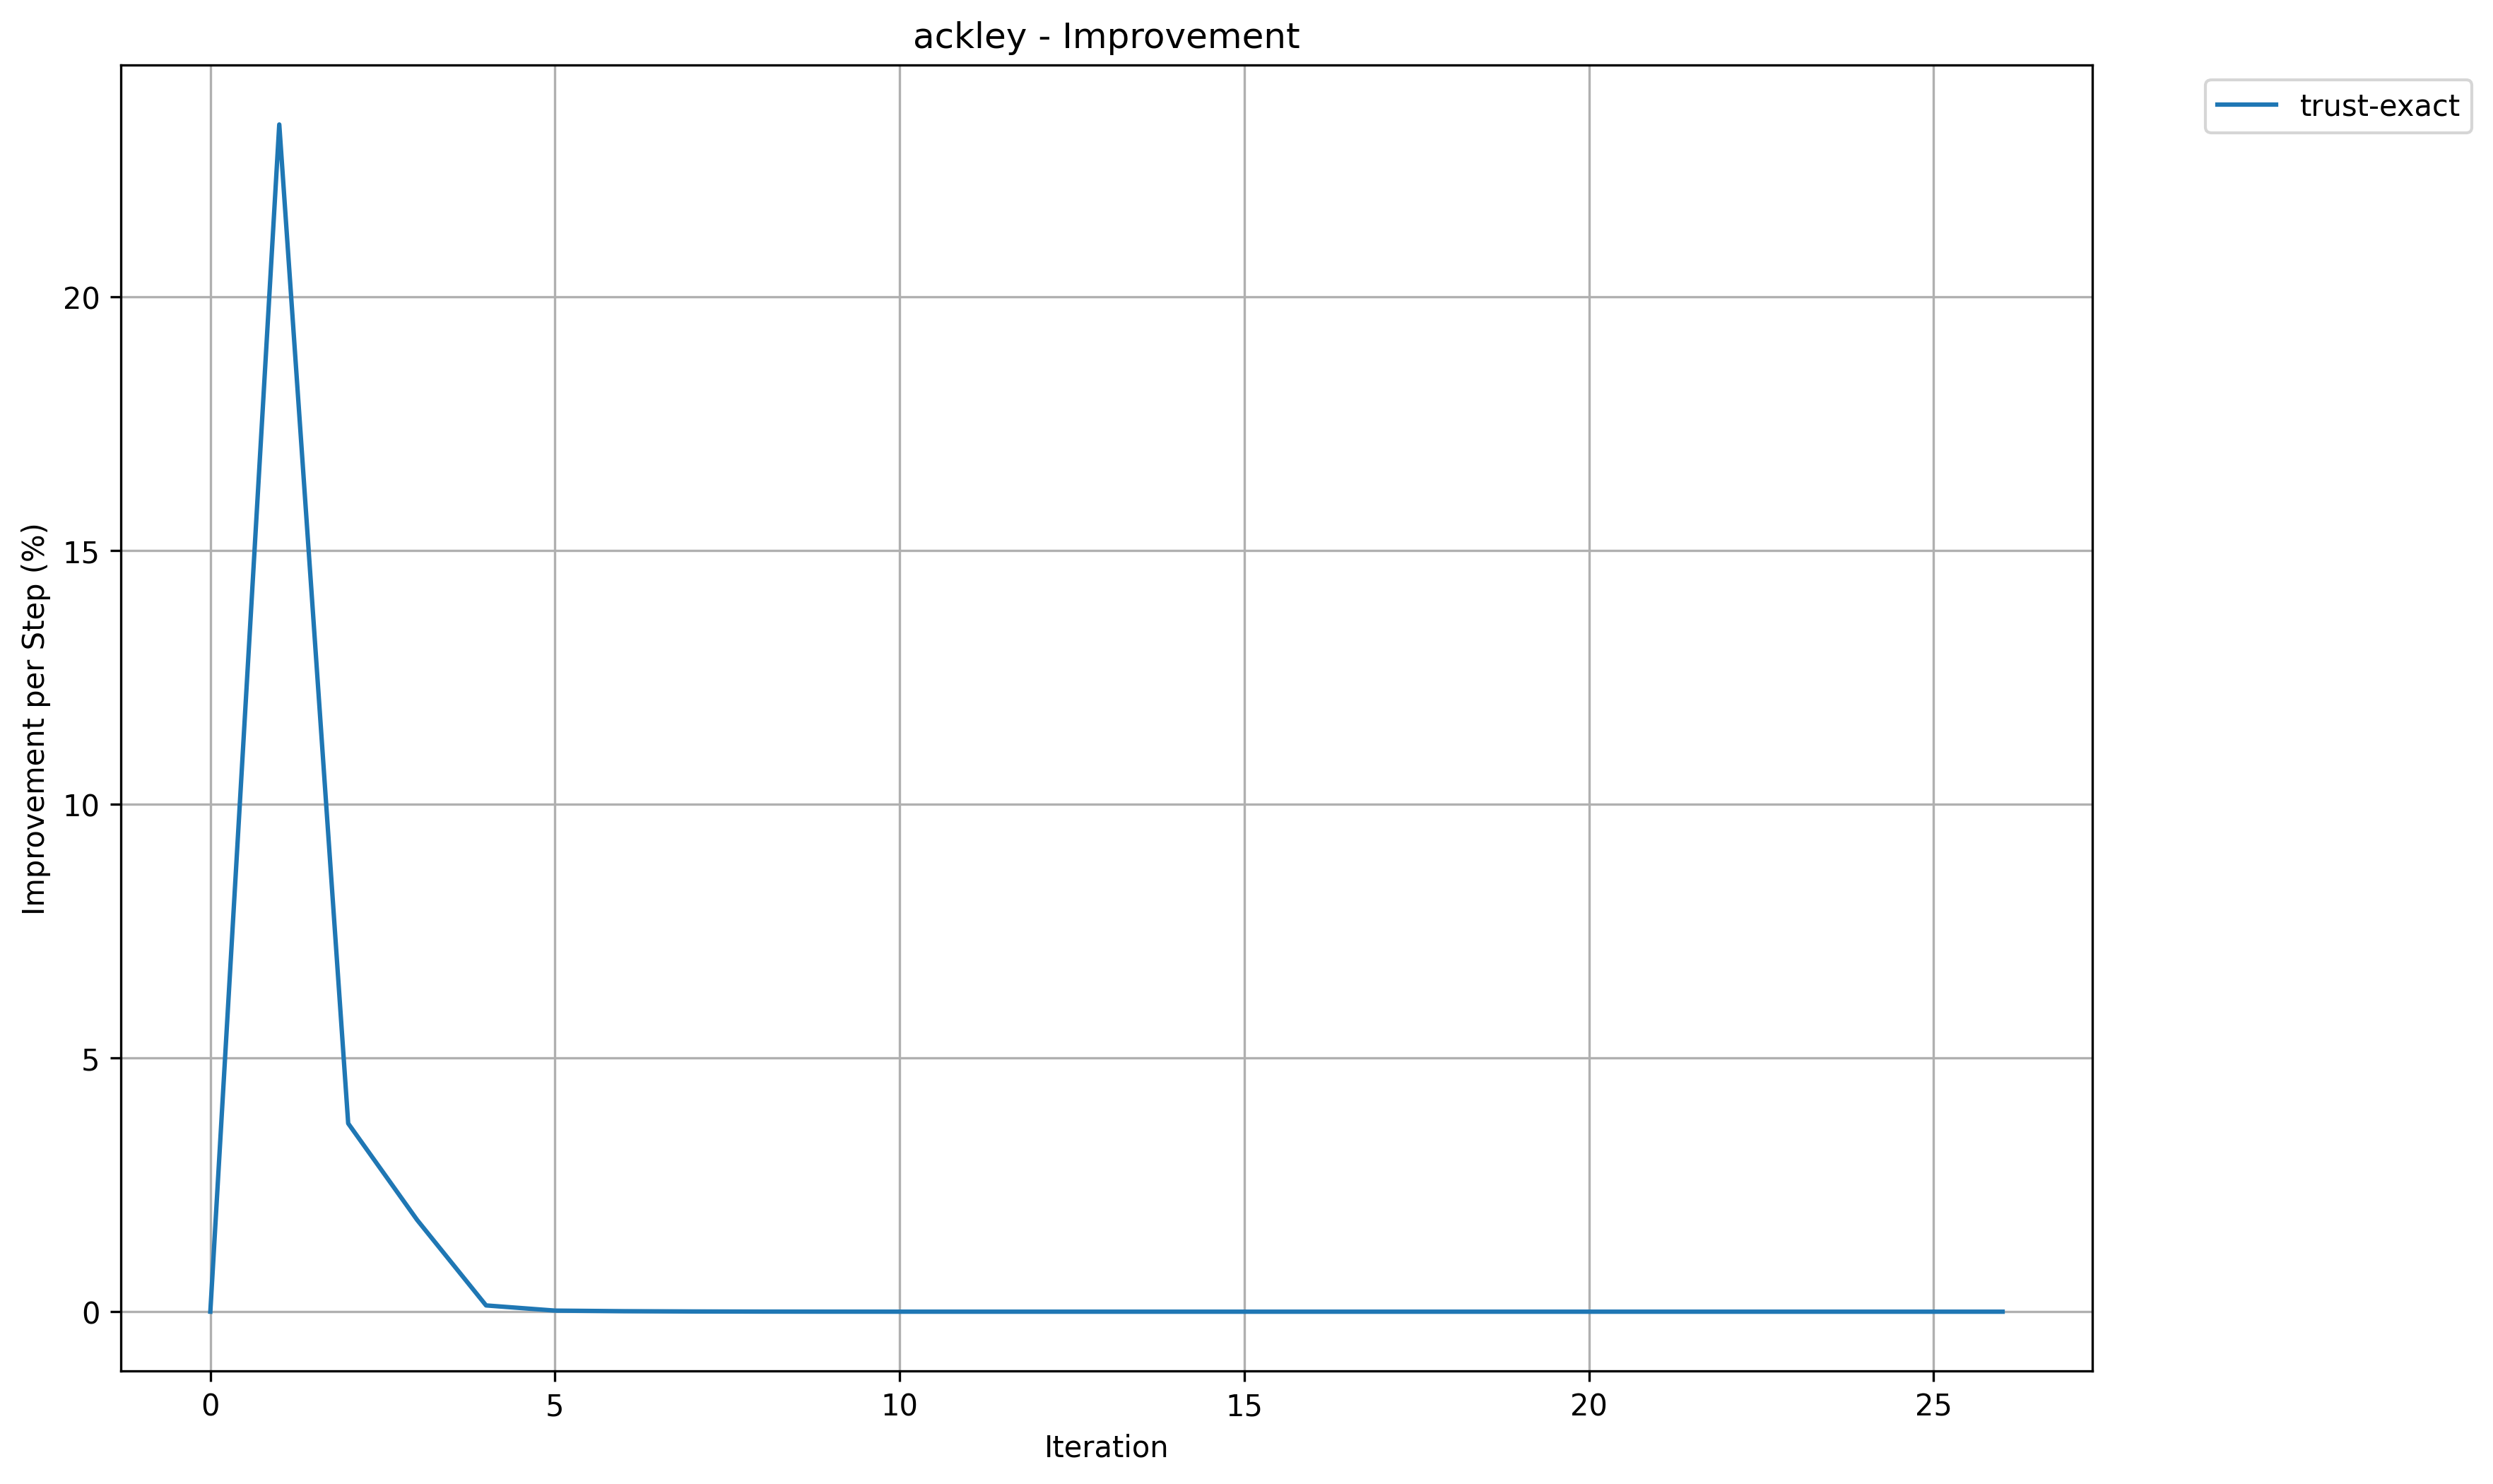 ackley - Improvement
trust-exact
Improvement per Step (%)
20
15
10
5
0
0 5 10 15 20 25
Iteration